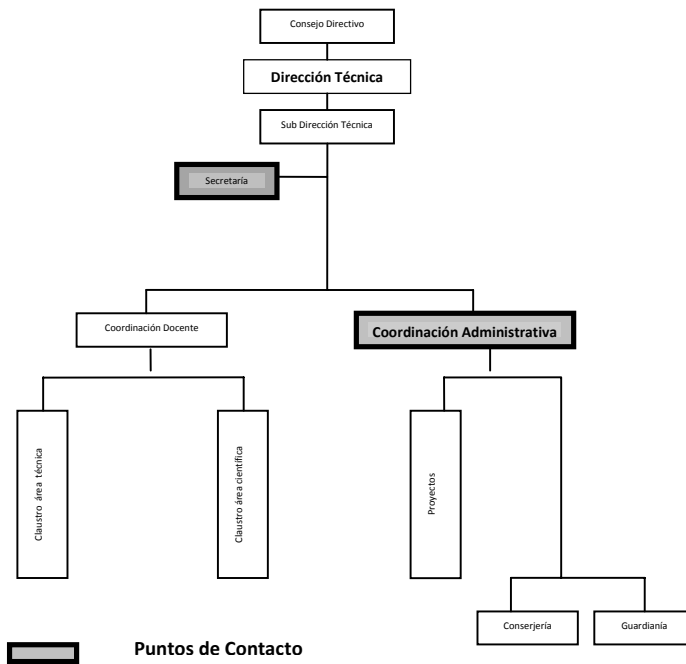 Consejo Directivo
Dirección Técnica
Sub Dirección Técnica
Secretaría
Coordinación Docente
Coordinación Administrativa
Claustro área técnica
Claustro área científica
Proyectos
Conserjería
Guardianía
Puntos de Contacto